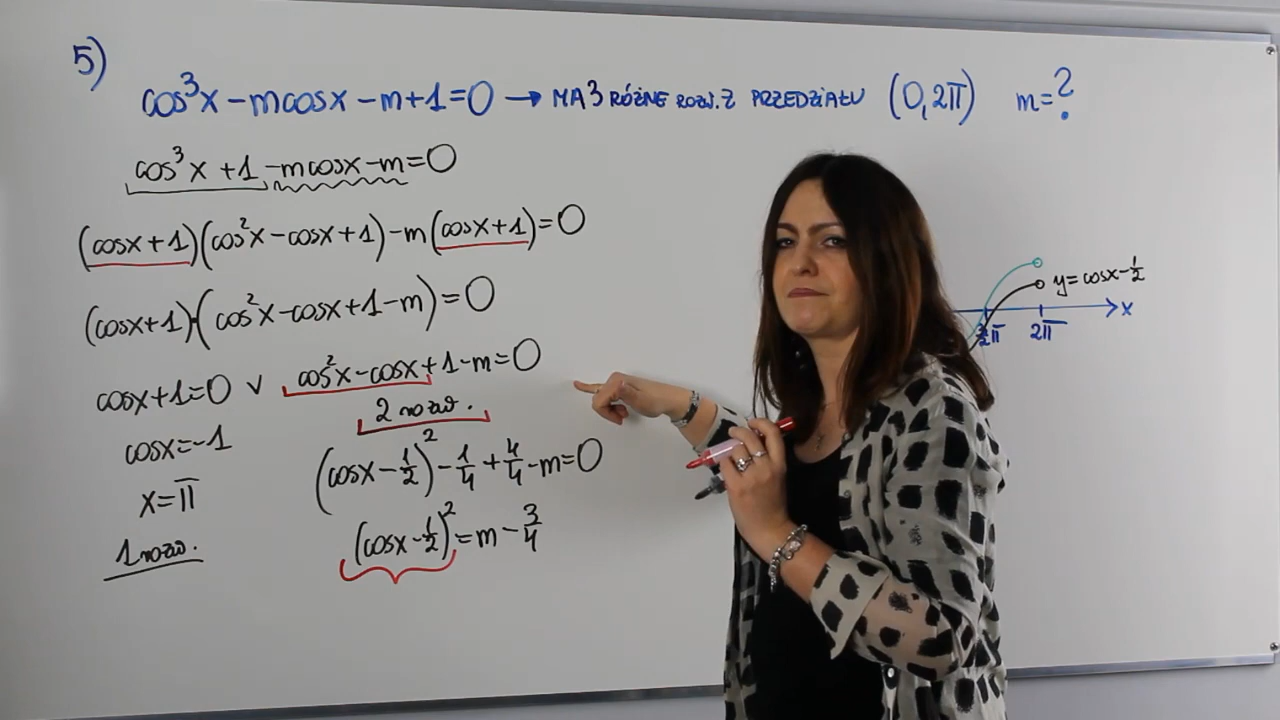 5)
cos³x - mcosx - m + 1 = 0 → MA 3 RÓŻNE ROZW. Z PRZEDZIAŁU (0, 2π) m = ?
cos³x + 1 - mcosx - m = 0
(cosx + 1)(cos²x - cosx + 1) - m(cosx + 1) = 0
(cosx + 1)·(cos²x - cosx + 1 - m) = 0
cosx + 1 = 0 ∨ cos²x - cosx + 1 - m = 0
2 rozw.
cosx = -1
(cosx - 1/2)² - 1/4 + 4/4 - m = 0
x = π
(cosx - 1/2)² = m - 3/4
1 rozw.
y = cosx - 1/2
x
2π